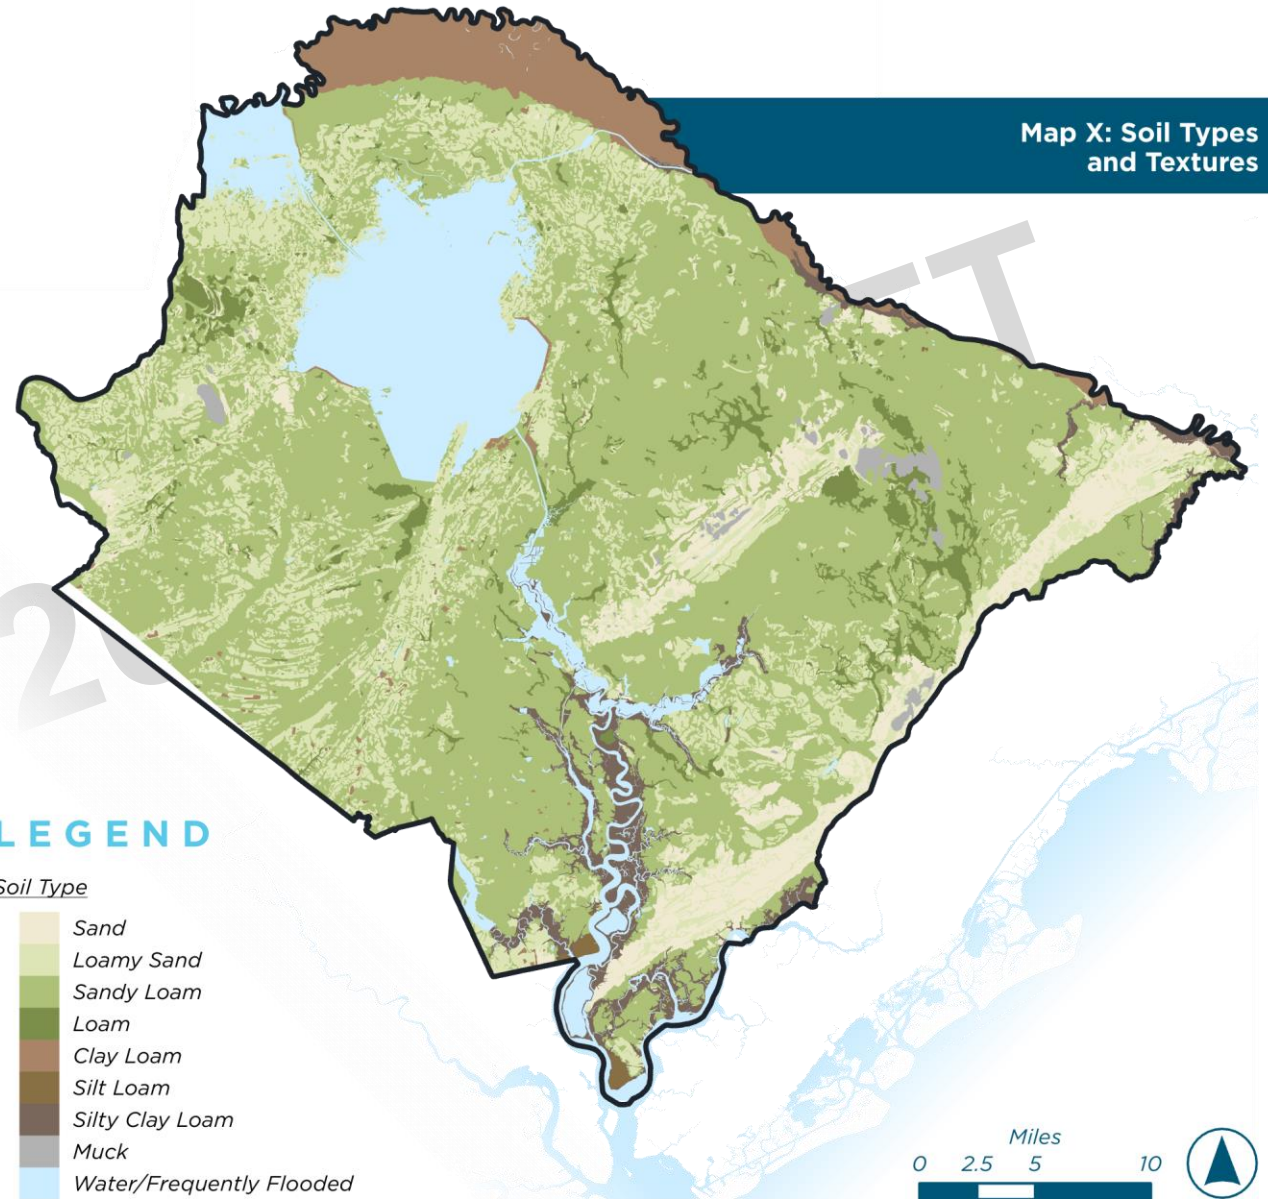 Map X: Soil Types
and Textures
LEGEND
Soil Type
Sand
Loamy Sand
Sandy Loam
Loam
Clay Loam
Silt Loam
Silty Clay Loam
Muck
Water/Frequently Flooded
Miles
0 2.5 5 10